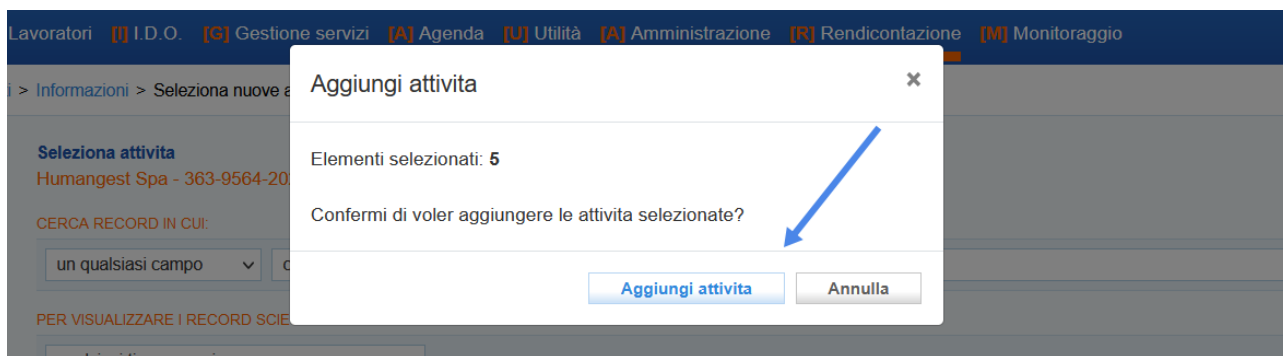 Lavoratori [I] I.D.O. [G] Gestione servizi [A] Agenda [U] Utilità [A] Amministrazione [R] Rendicontazione [M] Monitoraggio
> Informazioni > Seleziona nuove
Aggiungi attivita ×
Seleziona attivita
Humangest Spa - 363-9564-20
Elementi selezionati: 5
CERCA RECORD IN CUI:
Confermi di voler aggiungere le attivita selezionate?
un qualsiasi campo
Aggiungi attivita Annulla
PER VISUALIZZARE I RECORD